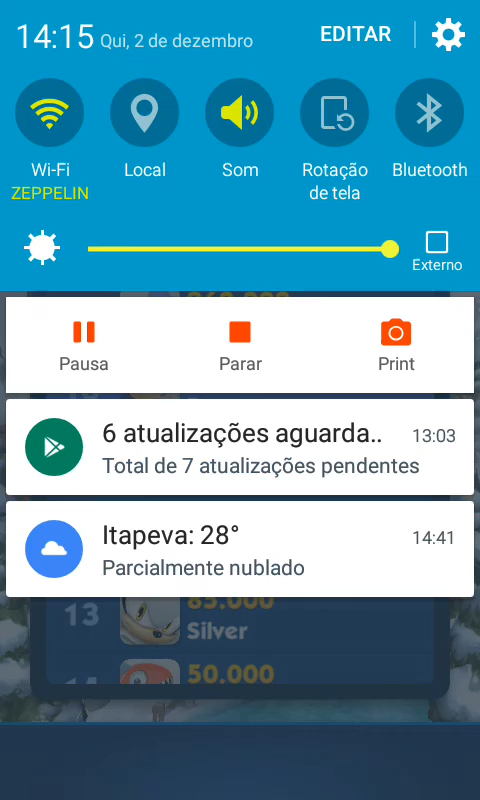 14:15 Qui, 2 de dezembro EDITAR
Wi-Fi Local Som Rotação Bluetooth
ZEPPELIN de tela
Externo
Pausa Parar Print
6 atualizações aguarda.. 13:03
Total de 7 atualizações pendentes
Itapeva: 28° 14:41
Parcialmente nublado
13 85.000
Silver
14 50.000